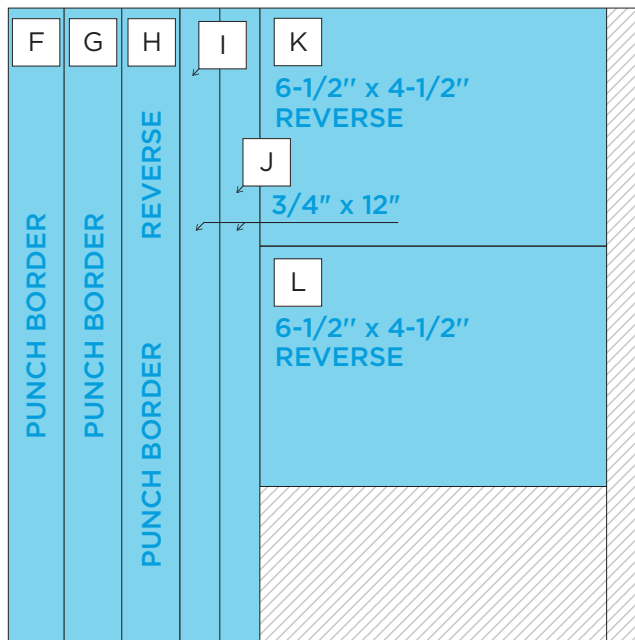 F
G
H
I
K
6-1/2'' x 4-1/2''
REVERSE
J
3/4" x 12"
L
6-1/2'' x 4-1/2''
REVERSE
PUNCH BORDER
PUNCH BORDER
PUNCH BORDER REVERSE